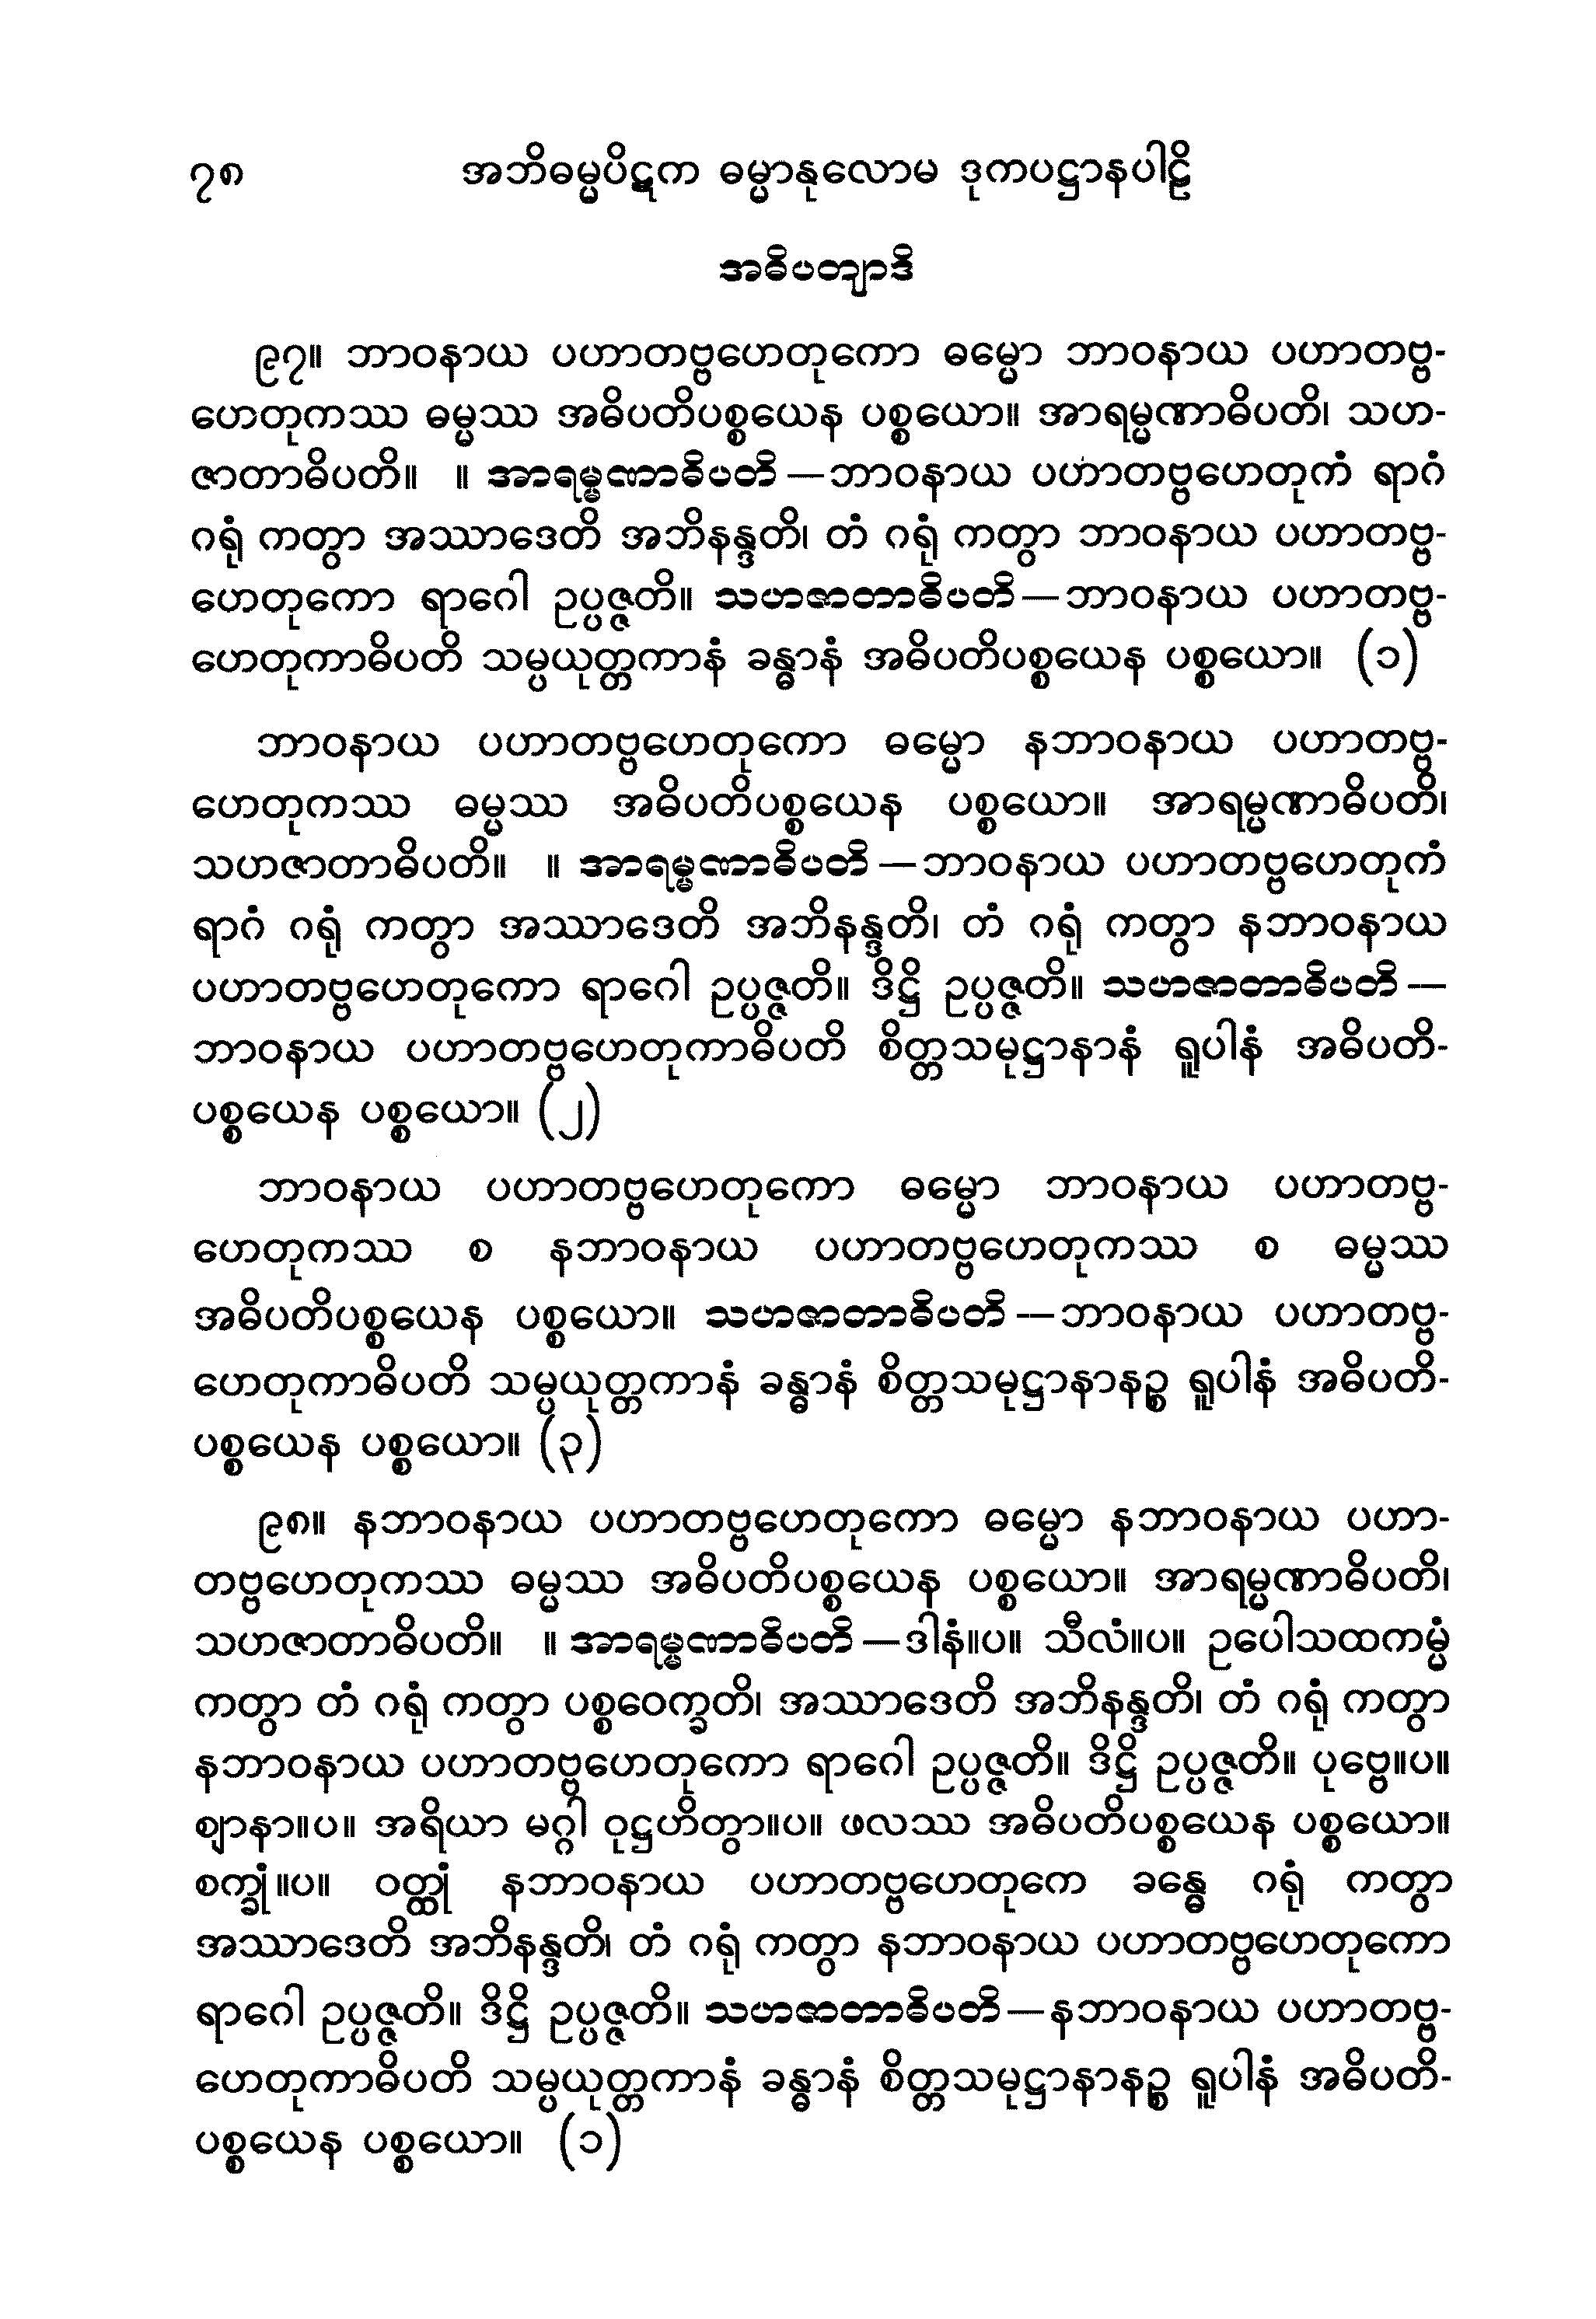 ၇၈ အဘိဓမ္မပိဋက ဓမ္မာနုလောမ ဒုကပဋ္ဌာနပါဠိ
အဓိပတျာဒိ
၉၇။ ဘာဝနာယ ပဟာတဗ္ဗဟေတုကော ဓမ္မော ဘာဝနာယ ပဟာတဗ္ဗ-
ဟေတုကဿ ဓမ္မဿ အဓိပတိပစ္စယေန ပစ္စယော။ အာရမ္မဏာဓိပတိ၊ သဟ-
ဇာတာဓိပတိ။ ။ အာရမ္မဏာဓိပတိ —ဘာဝနာယ ပဟာတဗ္ဗဟေတုကံ ရာဂံ
ဂရုံ ကတွာ အဿာဒေတိ အဘိနန္ဒတိ၊ တံ ဂရုံ ကတွာ ဘာဝနာယ ပဟာတဗ္ဗ-
ဟေတုကော ရာဂေါ ဥပ္ပဇ္ဇတိ။ သဟဇာတာဓိပတိ—ဘာဝနာယ ပဟာတဗ္ဗ-
ဟေတုကာဓိပတိ သမ္ပယုတ္တကာနံ ခန္ဓာနံ အဓိပတိပစ္စယေန ပစ္စယော။ (၁)
ဘာဝနာယ ပဟာတဗ္ဗဟေတုကော ဓမ္မော နဘာဝနာယ ပဟာတဗ္ဗ-
ဟေတုကဿ ဓမ္မဿ အဓိပတိပစ္စယေန ပစ္စယော။ အာရမ္မဏာဓိပတိ၊
သဟဇာတာဓိပတိ။ ။ အာရမ္မဏာဓိပတိ —ဘာဝနာယ ပဟာတဗ္ဗဟေတုကံ
ရာဂံ ဂရုံ ကတွာ အဿာဒေတိ အဘိနန္ဒတိ၊ တံ ဂရုံ ကတွာ နဘာဝနာယ
ပဟာတဗ္ဗဟေတုကော ရာဂေါ ဥပ္ပဇ္ဇတိ။ ဒိဋ္ဌိ ဥပ္ပဇ္ဇတိ။ သဟဇာတာဓိပတိ —
ဘာဝနာယ ပဟာတဗ္ဗဟေတုကာဓိပတိ စိတ္တသမုဋ္ဌာနာနံ ရူပါနံ အဓိပတိ-
ပစ္စယေန ပစ္စယော။ (၂)
ဘာဝနာယ ပဟာတဗ္ဗဟေတုကော ဓမ္မော ဘာဝနာယ ပဟာတဗ္ဗ-
ဟေတုကဿ စ နဘာဝနာယ ပဟာတဗ္ဗဟေတုကဿ စ ဓမ္မဿ
အဓိပတိပစ္စယေန ပစ္စယော။ သဟဇာတာဓိပတိ —ဘာဝနာယ ပဟာတဗ္ဗ-
ဟေတုကာဓိပတိ သမ္ပယုတ္တကာနံ ခန္ဓာနံ စိတ္တသမုဋ္ဌာနာနဉ္စ ရူပါနံ အဓိပတိ-
ပစ္စယေန ပစ္စယော။ (၃)
၉၈။ နဘာဝနာယ ပဟာတဗ္ဗဟေတုကော ဓမ္မော နဘာဝနာယ ပဟာ-
တဗ္ဗဟေတုကဿ ဓမ္မဿ အဓိပတိပစ္စယေန ပစ္စယော။ အာရမ္မဏာဓိပတိ၊
သဟဇာတာဓိပတိ။ ။ အာရမ္မဏာဓိပတိ —ဒါနံ။ပ။ သီလံ။ပ။ ဥပေါသထကမ္မံ
ကတွာ တံ ဂရုံ ကတွာ ပစ္စဝေက္ခတိ၊ အဿာဒေတိ အဘိနန္ဒတိ၊ တံ ဂရုံ ကတွာ
နဘာဝနာယ ပဟာတဗ္ဗဟေတုကော ရာဂေါ ဥပ္ပဇ္ဇတိ။ ဒိဋ္ဌိ ဥပ္ပဇ္ဇတိ။ ပုဗ္ဗေ။ပ။
ဈာနာ။ပ။ အရိယာ မဂ္ဂါ ဝုဋ္ဌဟိတွာ။ပ။ ဖလဿ အဓိပတိပစ္စယေန ပစ္စယော။
စက္ခုံ။ပ။ ဝတ္ထုံ နဘာဝနာယ ပဟာတဗ္ဗဟေတုကေ ခန္ဓေ ဂရုံ ကတွာ
အဿာဒေတိ အဘိနန္ဒတိ၊ တံ ဂရုံ ကတွာ နဘာဝနာယ ပဟာတဗ္ဗဟေတုကော
ရာဂေါ ဥပ္ပဇ္ဇတိ။ ဒိဋ္ဌိ ဥပ္ပဇ္ဇတိ။ သဟဇာတာဓိပတိ—နဘာဝနာယ ပဟာတဗ္ဗ-
ဟေတုကာဓိပတိ သမ္ပယုတ္တကာနံ ခန္ဓာနံ စိတ္တသမုဋ္ဌာနာနဉ္စ ရူပါနံ အဓိပတိ-
ပစ္စယေန ပစ္စယော။ (၁)